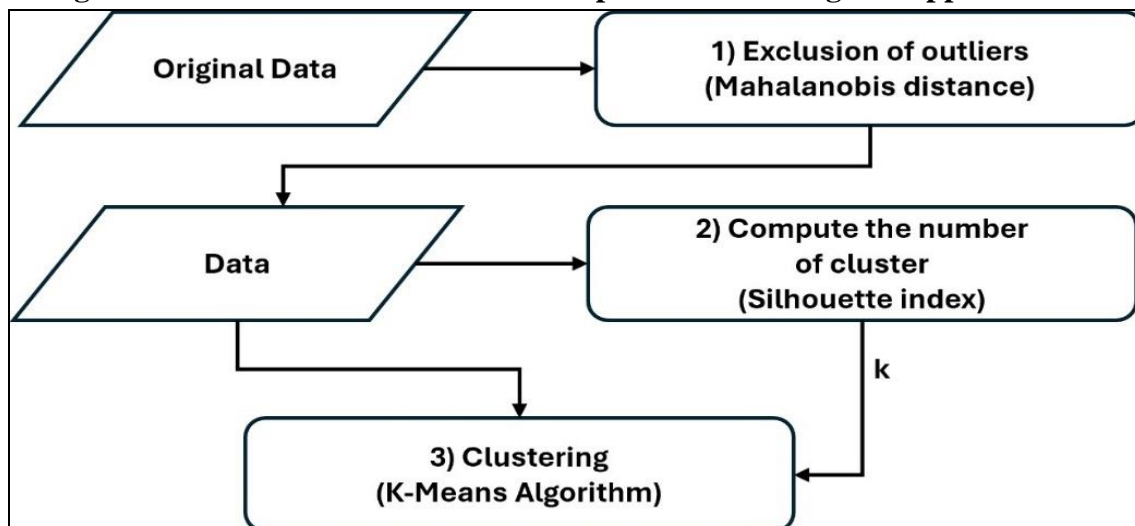 Original Data
1) Exclusion of outliers
(Mahalanobis distance)
Data
2) Compute the number
of cluster
(Silhouette index)
k
3) Clustering
(K-Means Algorithm)